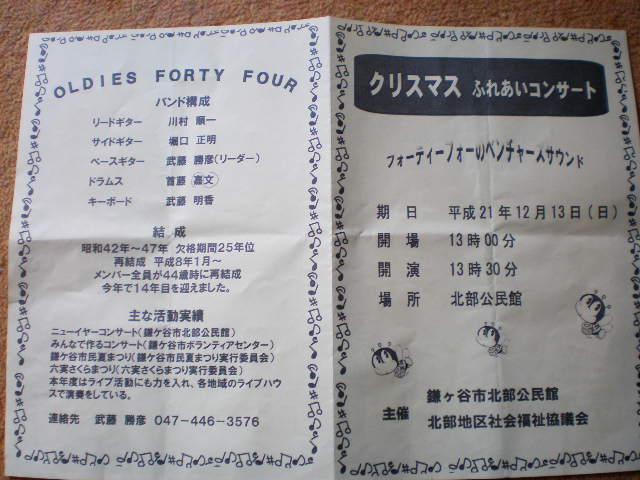 OLDIES FORTY FOUR
バンド構成
リードギター 川村 順一
サイドギター 堀口 正明
ベースギター 武藤 勝彦(リーダー)
ドラムス 首藤 嘉文
キーボード 武藤 明香
結 成
昭和42年~47年 欠格期間25年位
再結成 平成8年1月~
メンバー全員が44歳時に再結成
今年で14年目を迎えました。
主な活動実績
ニューイヤーコンサート(鎌ケ谷市北部公民館)
みんなで作るコンサート(鎌ケ谷市ボランティアセンター)
鎌ケ谷市民夏まつり(鎌ケ谷市民夏まつり実行委員会)
六実さくらまつり(六実さくらまつり実行委員会)
本年度はライブ活動にも力を入れ、各地域のライブハウ
スで演奏をしている。
連絡先 武藤 勝彦 047-446-3576
クリスマス ふれあいコンサート
フォーティーフォーのベンチャーズサウンド
期 日 平成21年12月13日(日)
開 場 13時00分
開 演 13時30分
場 所 北部公民館
主催 鎌ヶ谷市北部公民館
北部地区社会福祉協議会